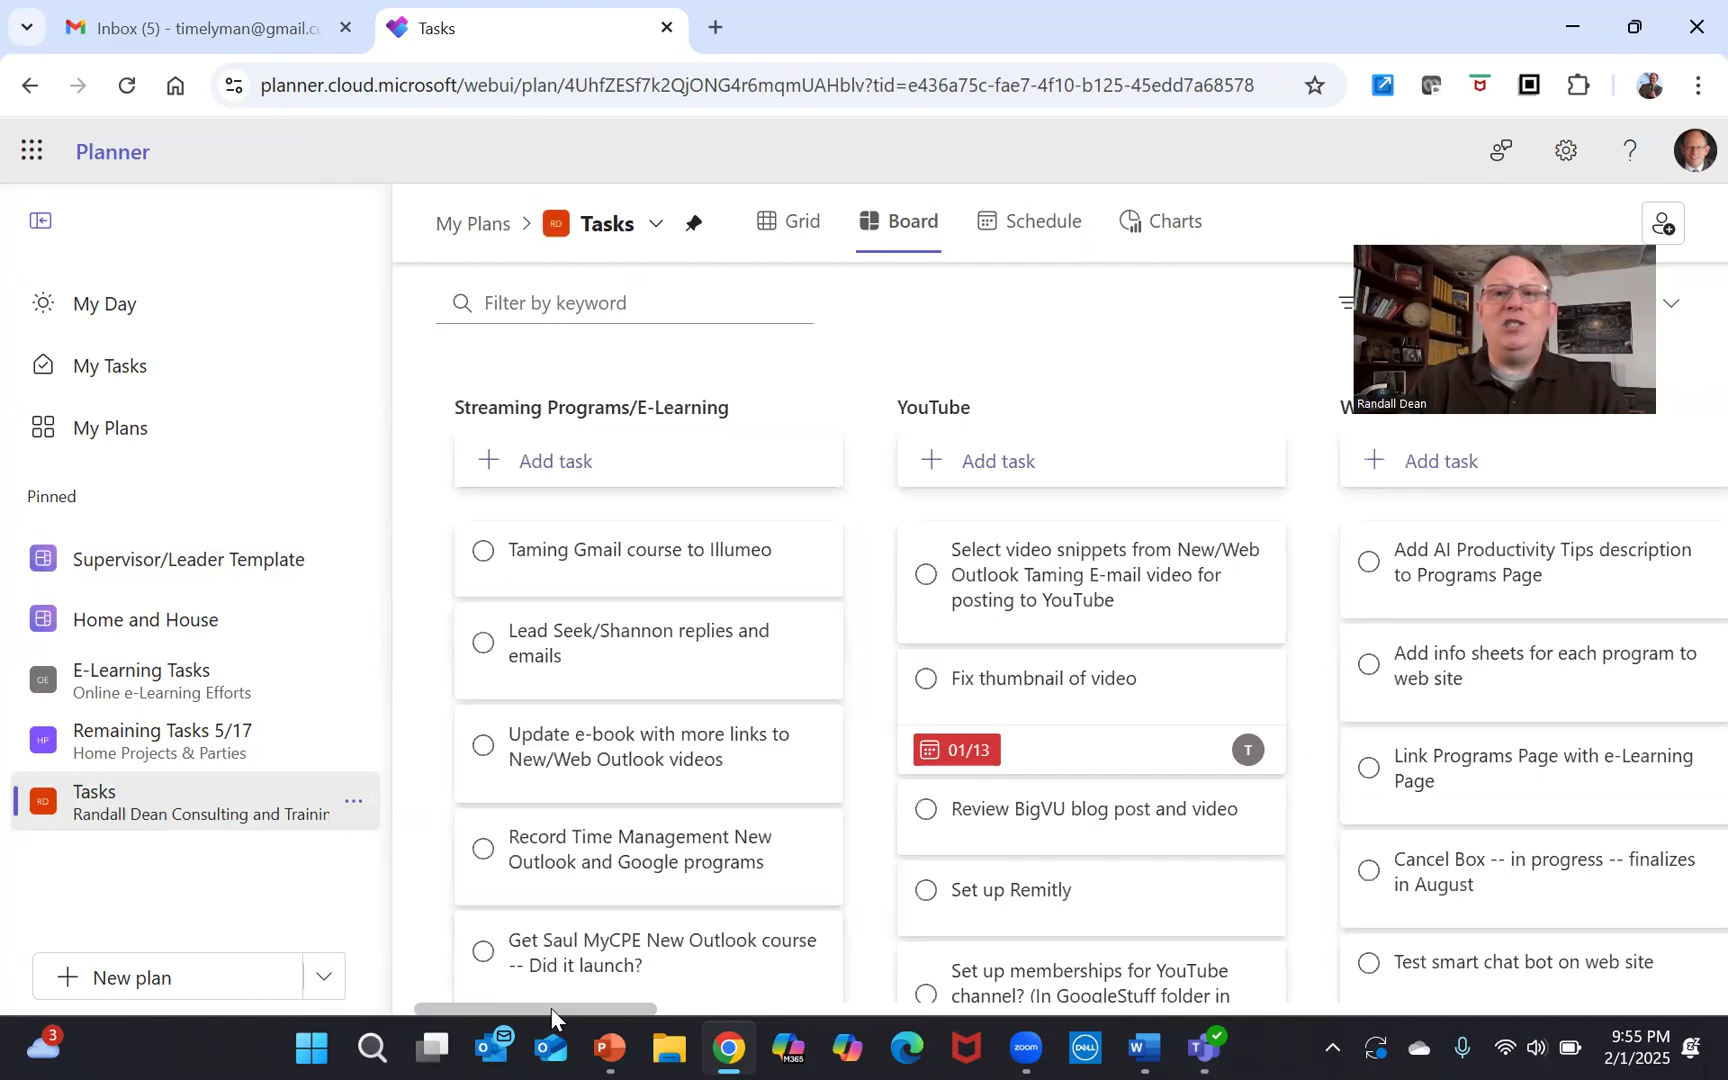 Inbox (5) - timelyman@gmail.co
Tasks
planner.cloud.microsoft/webui/plan/4UhfZESf7k2QjONG4r6mqmUAHblv?tid=e436a75c-fae7-4f10-b125-45edd7a68578
Planner
My Day
My Tasks
My Plans
Pinned
Supervisor/Leader Template
Home and House
OE
E-Learning Tasks
Online e-Learning Efforts
HP
Remaining Tasks 5/17
Home Projects & Parties
RD
Tasks
Randall Dean Consulting and Trainin
New plan
My Plans
RD
Tasks
Grid
Board
Schedule
Charts
Filter by keyword
Randall Dean
Streaming Programs/E-Learning
Add task
Taming Gmail course to Illumeo
Lead Seek/Shannon replies and
emails
Update e-book with more links to
New/Web Outlook videos
Record Time Management New
Outlook and Google programs
Get Saul MyCPE New Outlook course
-- Did it launch?
YouTube
Add task
Select video snippets from New/Web
Outlook Taming E-mail video for
posting to YouTube
Fix thumbnail of video
01/13
T
Review BigVU blog post and video
Set up Remitly
Set up memberships for YouTube
channel? (In GoogleStuff folder in
W
Add task
Add AI Productivity Tips description
to Programs Page
Add info sheets for each program to
web site
Link Programs Page with e-Learning
Page
Cancel Box -- in progress -- finalizes
in August
Test smart chat bot on web site
3
M365
zoom
DELL
9:55 PM
2/1/2025